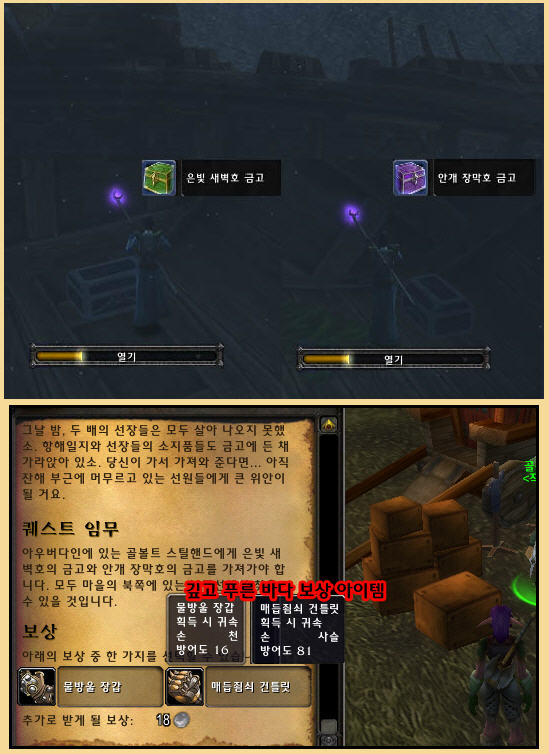 은빛 새벽호 금고
안개 장막호 금고
열기
열기
그날 밤, 두 배의 선장들은 모두 살아 나오지 못했
소. 항해일지와 선장들의 소지품들도 금고에 든 채
가라앉아 있소. 당신이 가서 가져와 준다면... 아직
잔해 부근에 머무르고 있는 선원들에게 큰 위안이
될 거요.
퀘스트 임무
아우버다인에 있는 골볼트 스틸핸드에게 은빛 새
벽호의 금고와 안개 장막호의 금고를 가져가야 합
니다. 모두 마을의 북쪽에 있는
수 있을 것입니다.
깊고 푸른 바다 보상 아이템
물방울 장갑
획득 시 귀속
손 천
방어도 16
매듭쇠 건틀릿
획득 시 귀속
손 사슬
방어도 81
보상
아래의 보상 중 한 가지를
물방울 장갑
건틀릿
추가로 받게 될 보상: 18